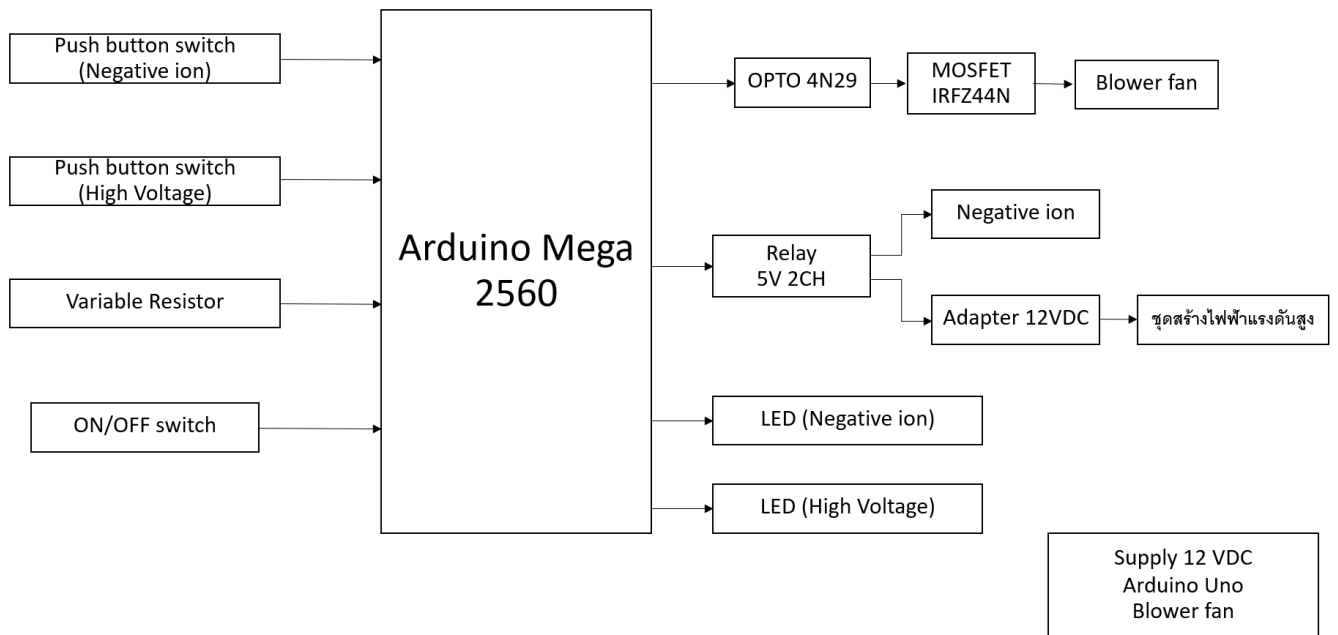 Push button switch
(Negative ion)
Push button switch
(High Voltage)
Variable Resistor
ON/OFF switch
Arduino Mega
2560
OPTO 4N29
MOSFET
IRFZ44N
Blower fan
Relay
5V 2CH
Negative ion
Adapter 12VDC
ชุดสร้างไฟฟ้าแรงดันสูง
LED (Negative ion)
LED (High Voltage)
Supply 12 VDC
Arduino Uno
Blower fan